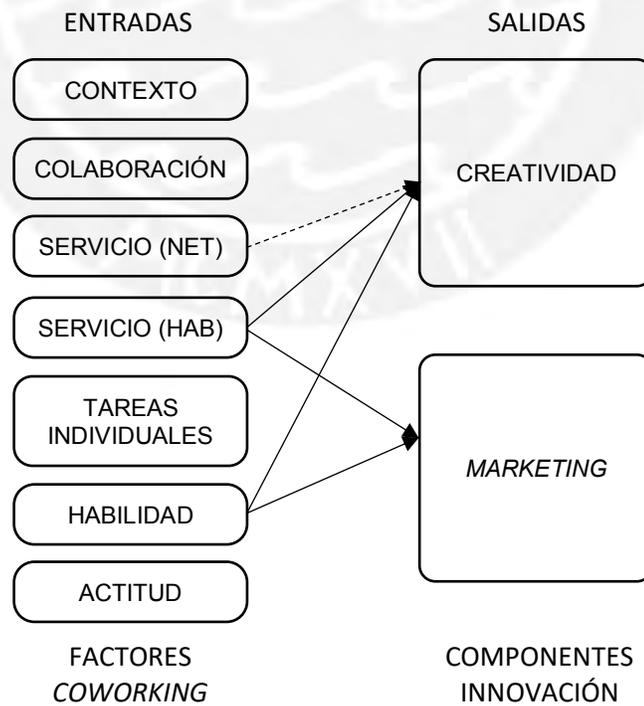 ENTRADAS
SALIDAS
CONTEXTO
COLABORACIÓN
SERVICIO (NET)
SERVICIO (HAB)
TAREAS
INDIVIDUALES
HABILIDAD
ACTITUD
CREATIVIDAD
MARKETING
FACTORES
COWORKING
COMPONENTES
INNOVACIÓN